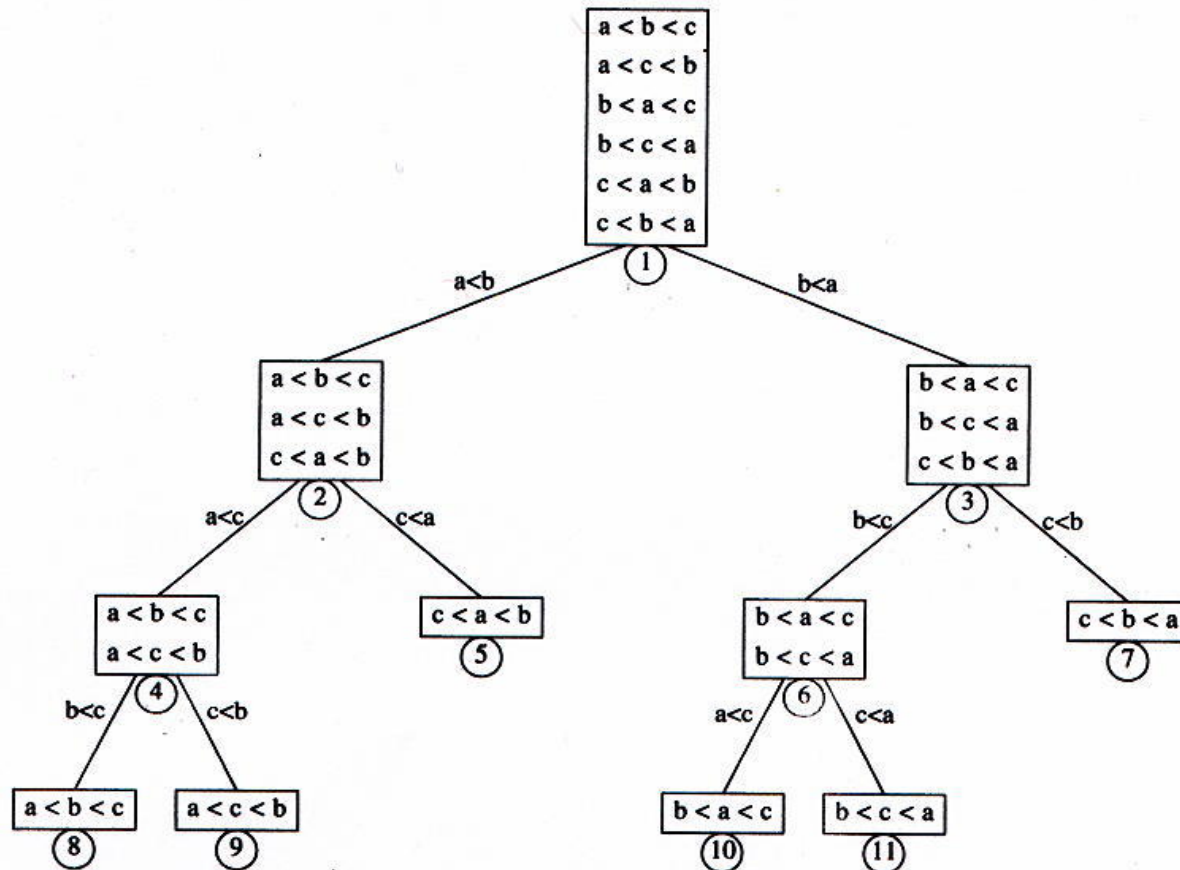 a < b < c
a < c < b
b < a < c
b < c < a
c < a < b
c < b < a
1
a<b
b<a
a < b < c
a < c < b
c < a < b
2
b < a < c
b < c < a
c < b < a
3
a<c
c<a
b<c
c<b
a < b < c
a < c < b
4
c < a < b
5
b < a < c
b < c < a
6
c < b < a
7
b<c
c<b
a<c
c<a
a < b < c
8
a < c < b
9
b < a < c
10
b < c < a
11